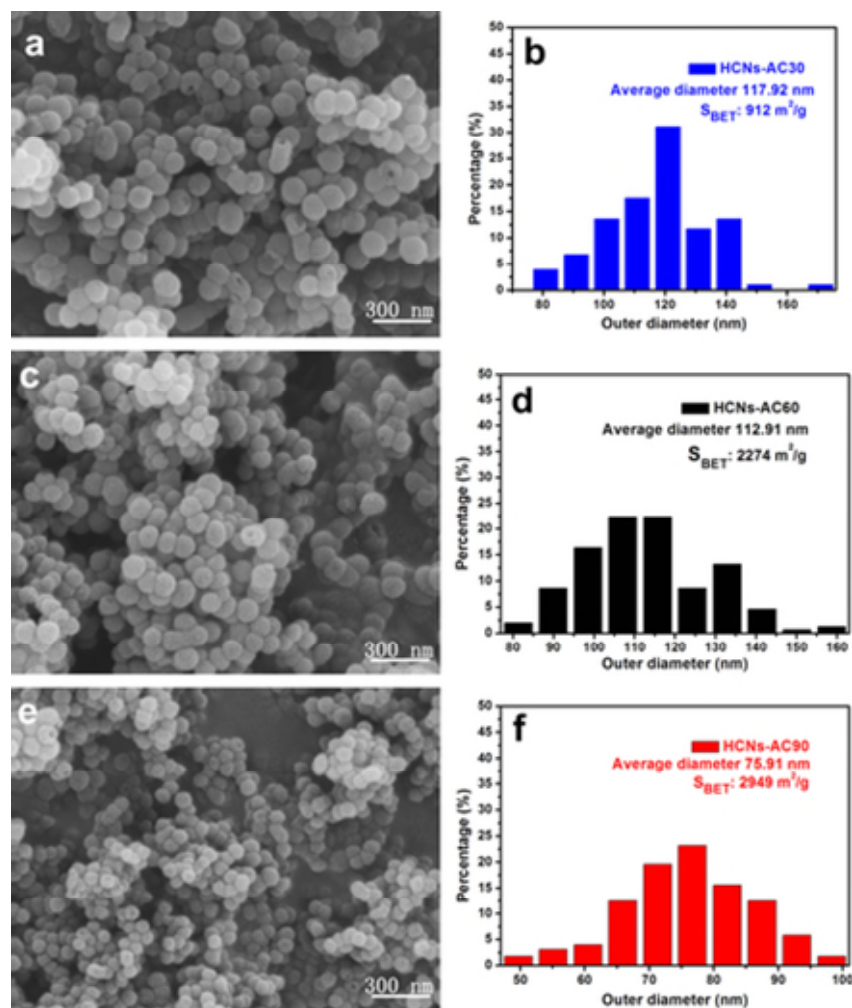 a
300 nm
b
HCNs-AC30
Average diameter 117.92 nm
S_BET: 912 m²/g
Percentage (%)
50
45
40
35
30
25
20
15
10
5
0
80 100 120 140 160
Outer diameter (nm)
c
300 nm
d
HCNs-AC60
Average diameter 112.91 nm
S_BET: 2274 m²/g
Percentage (%)
50
45
40
35
30
25
20
15
10
5
0
80 90 100 110 120 130 140 150 160
Outer diameter (nm)
e
300 nm
f
HCNs-AC90
Average diameter 75.91 nm
S_BET: 2949 m²/g
Percentage (%)
50
45
40
35
30
25
20
15
10
5
0
50 60 70 80 90 100
Outer diameter (nm)